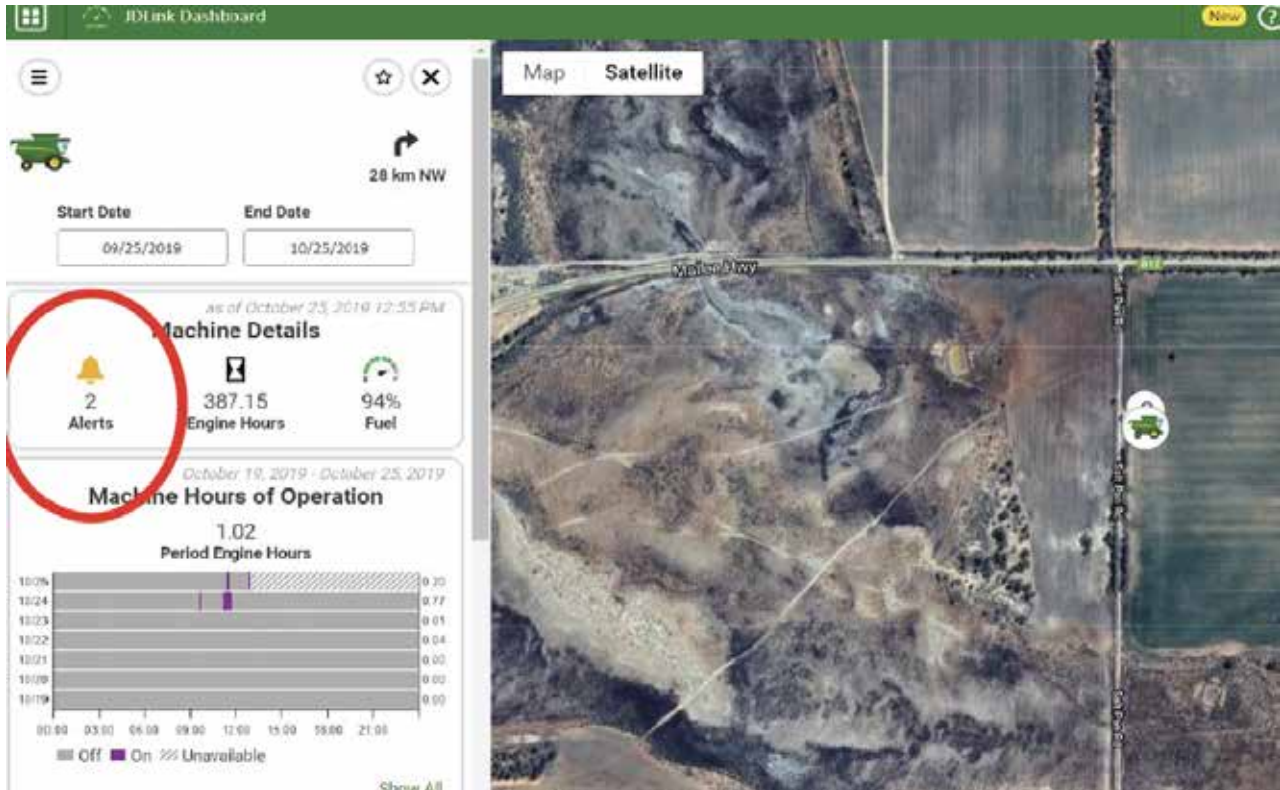 JDLink Dashboard
New
?
Map Satellite
28 km NW
Start Date End Date
09/25/2019 10/25/2019
as of October 25, 2019 12:55 PM
Machine Details
2 387.15 94%
Alerts Engine Hours Fuel
October 19, 2019 - October 25, 2019
Machine Hours of Operation
1.02
Period Engine Hours
10/25 0.20
10/24 0.77
10/23 0.01
10/22 0.04
10/21 0.00
10/20 0.00
10/19 0.00
00:00 03:00 06:00 09:00 12:00 15:00 18:00 21:00
Off On Unavailable
Show All